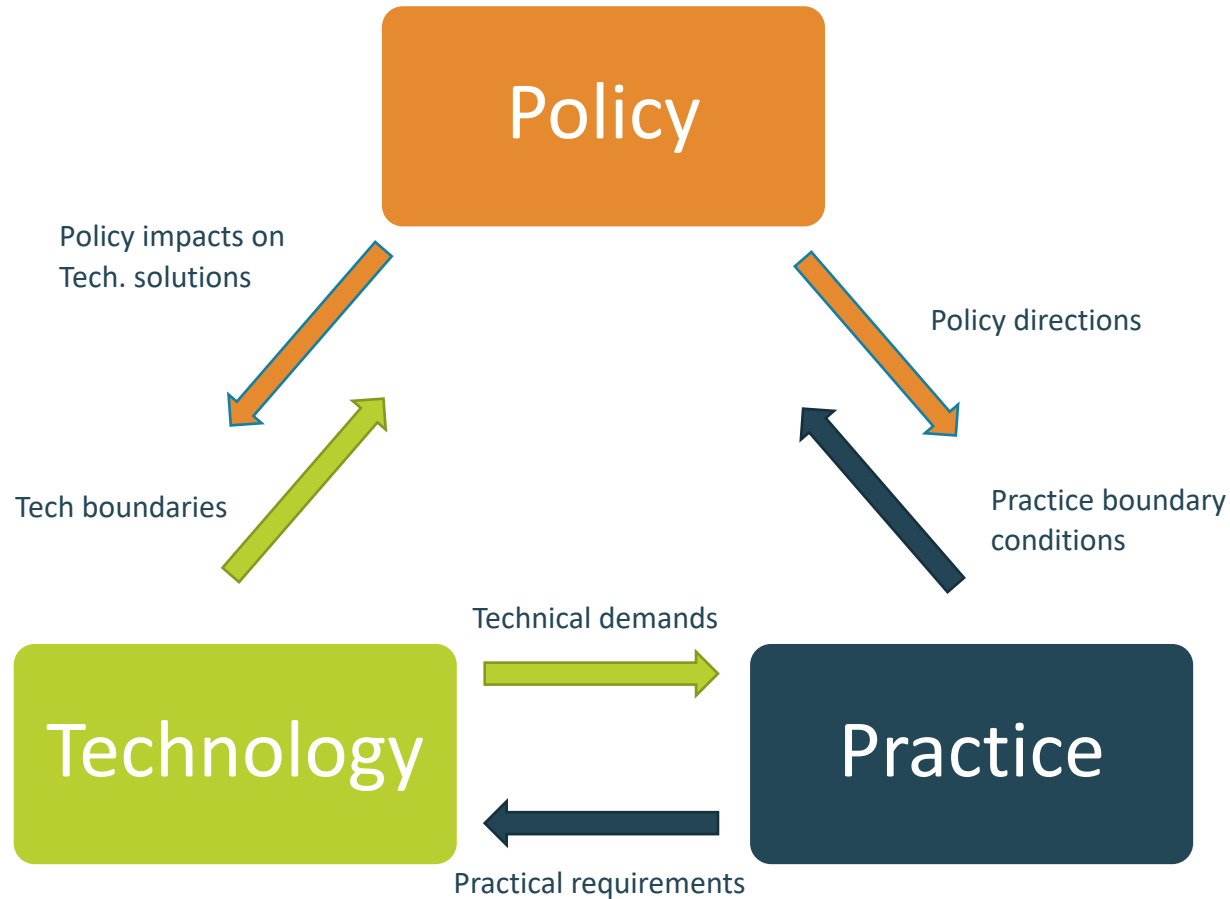 Policy
Policy impacts on
Tech. solutions
Policy directions
Tech boundaries
Practice boundary
conditions
Technical demands
Technology
Practice
Practical requirements